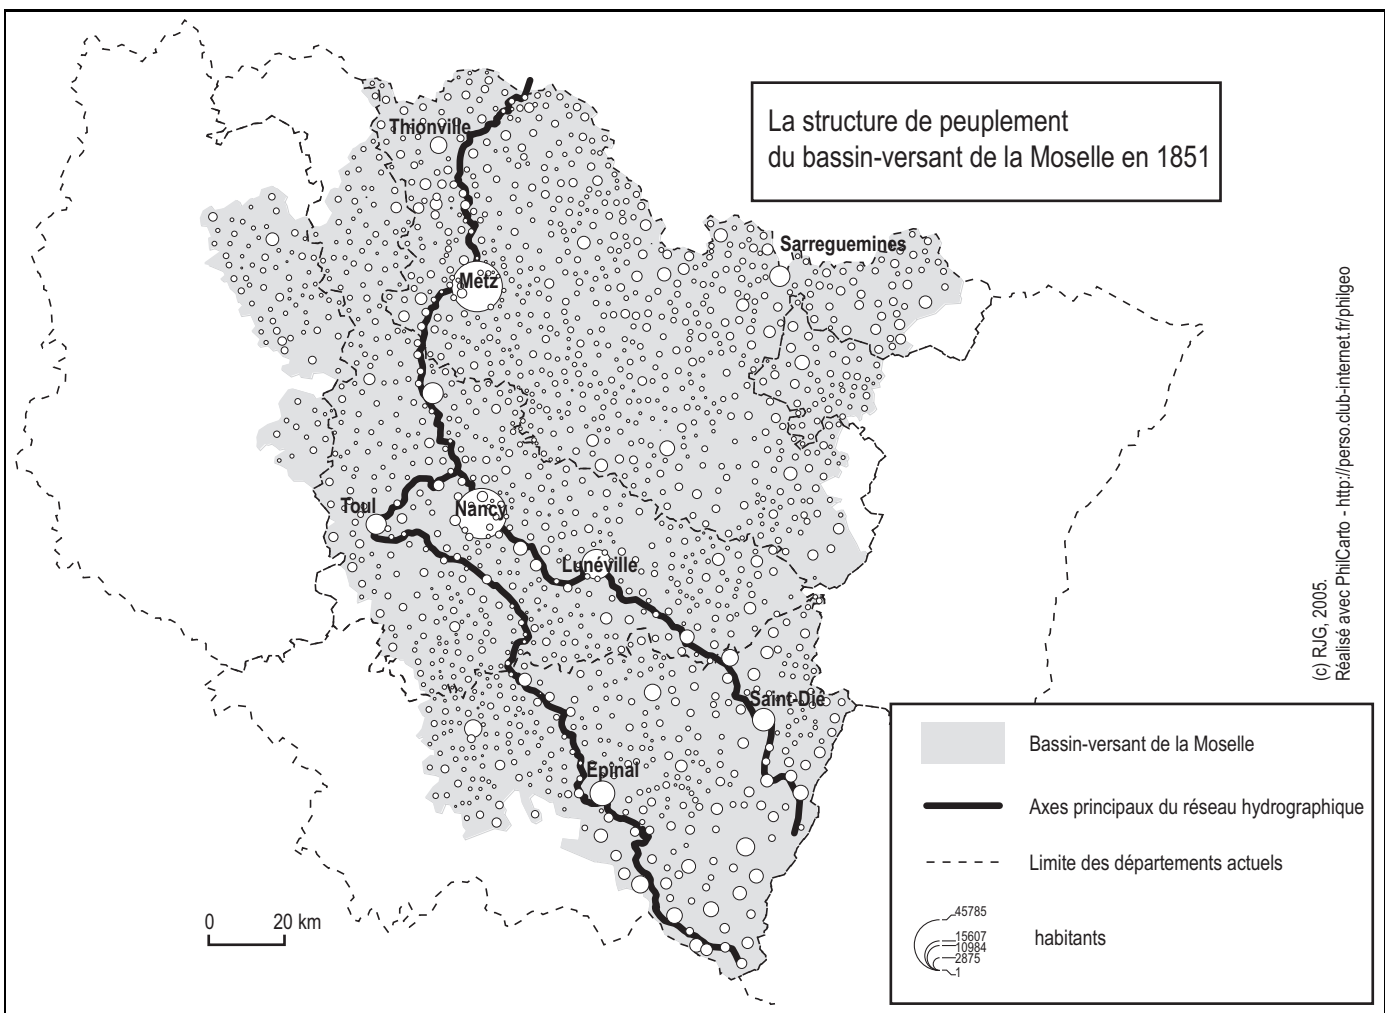 La structure de peuplement
du bassin-versant de la Moselle en 1851
Thionville
Sarreguemines
Metz
Toul
Nancy
Lunéville
Saint-Dié
Epinal
0 20 km
(c) RJG, 2005.
Réalisé avec PhilCarto - http://perso.club-internet.fr/philgeo
Bassin-versant de la Moselle
Axes principaux du réseau hydrographique
Limite des départements actuels
45785
15607
10984
2875
1
habitants